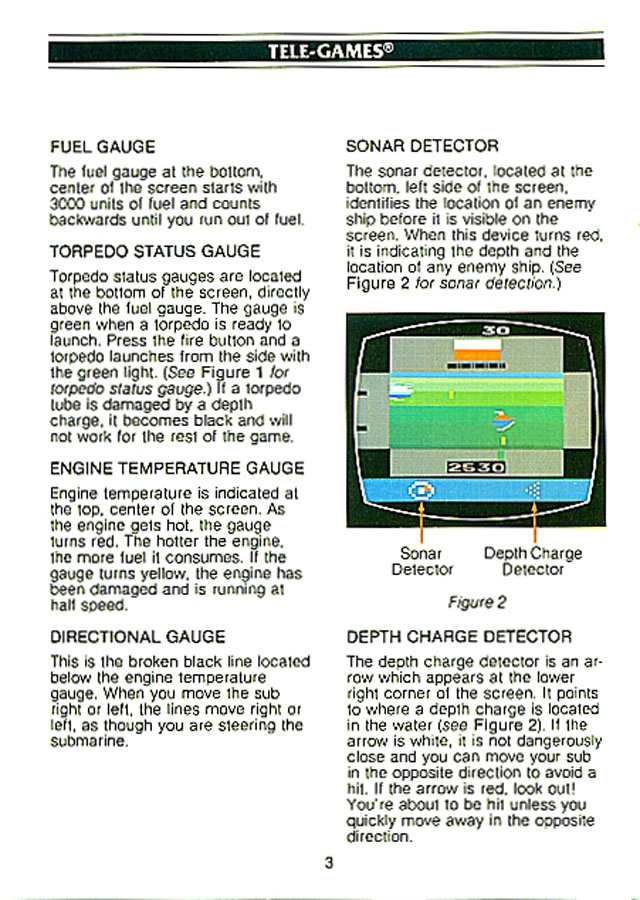 TELE-GAMES®
FUEL GAUGE
The fuel gauge at the bottom,
center of the screen starts with
3000 units of fuel and counts
backwards until you run out of fuel.
TORPEDO STATUS GAUGE
Torpedo status gauges are located
at the bottom of the screen, directly
above the fuel gauge. The gauge is
green when a torpedo is ready to
launch. Press the fire button and a
torpedo launches from the side with
the green light. (See Figure 1 for
torpedo status gauge.) If a torpedo
tube is damaged by a depth
charge, it becomes black and will
not work for the rest of the game.
ENGINE TEMPERATURE GAUGE
Engine temperature is indicated at
the top, center of the screen. As
the engine gets hot, the gauge
turns red. The hotter the engine,
the more fuel it consumes. If the
gauge turns yellow, the engine has
been damaged and is running at
half speed.
DIRECTIONAL GAUGE
This is the broken black line located
below the engine temperature
gauge. When you move the sub
right or left, the lines move right or
left, as though you are steering the
submarine.
SONAR DETECTOR
The sonar detector, located at the
bottom, left side of the screen,
identifies the location of an enemy
ship before it is visible on the
screen. When this device turns red,
it is indicating the depth and the
location of any enemy ship. (See
Figure 2 for sonar detection.)
30
2530
Sonar Detector
Depth Charge Detector
Figure 2
DEPTH CHARGE DETECTOR
The depth charge detector is an ar-
row which appears at the lower
right corner of the screen. It points
to where a depth charge is located
in the water (see Figure 2). If the
arrow is white, it is not dangerously
close and you can move your sub
in the opposite direction to avoid a
hit. If the arrow is red, look out!
You're about to be hit unless you
quickly move away in the opposite
direction.
3